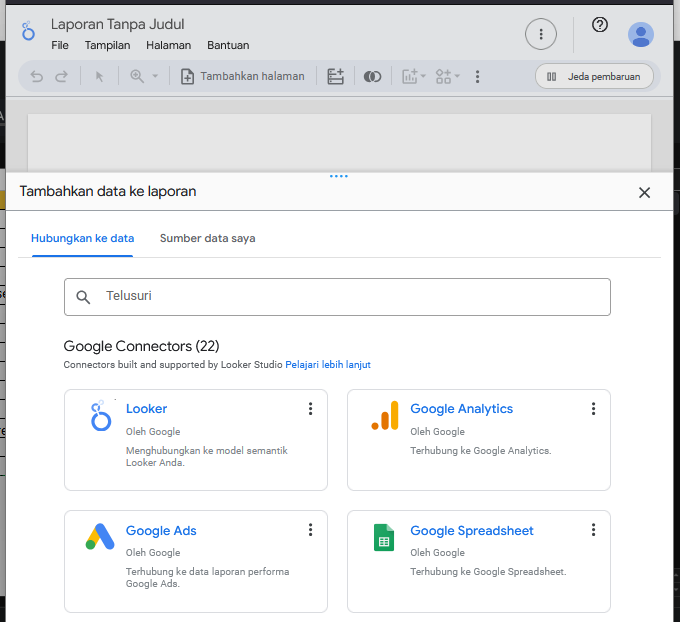 Laporan Tanpa Judul
File Tampilan Halaman Bantuan
Tambahkan halaman
Jeda pembaruan
Tambahkan data ke laporan
Hubungkan ke data Sumber data saya
Telusuri
Google Connectors (22)
Connectors built and supported by Looker Studio Pelajari lebih lanjut
Looker
Oleh Google
Menghubungkan ke model semantik
Looker Anda.
Google Analytics
Oleh Google
Terhubung ke Google Analytics.
Google Ads
Oleh Google
Terhubung ke data laporan performa
Google Ads.
Google Spreadsheet
Oleh Google
Terhubung ke Google Spreadsheet.